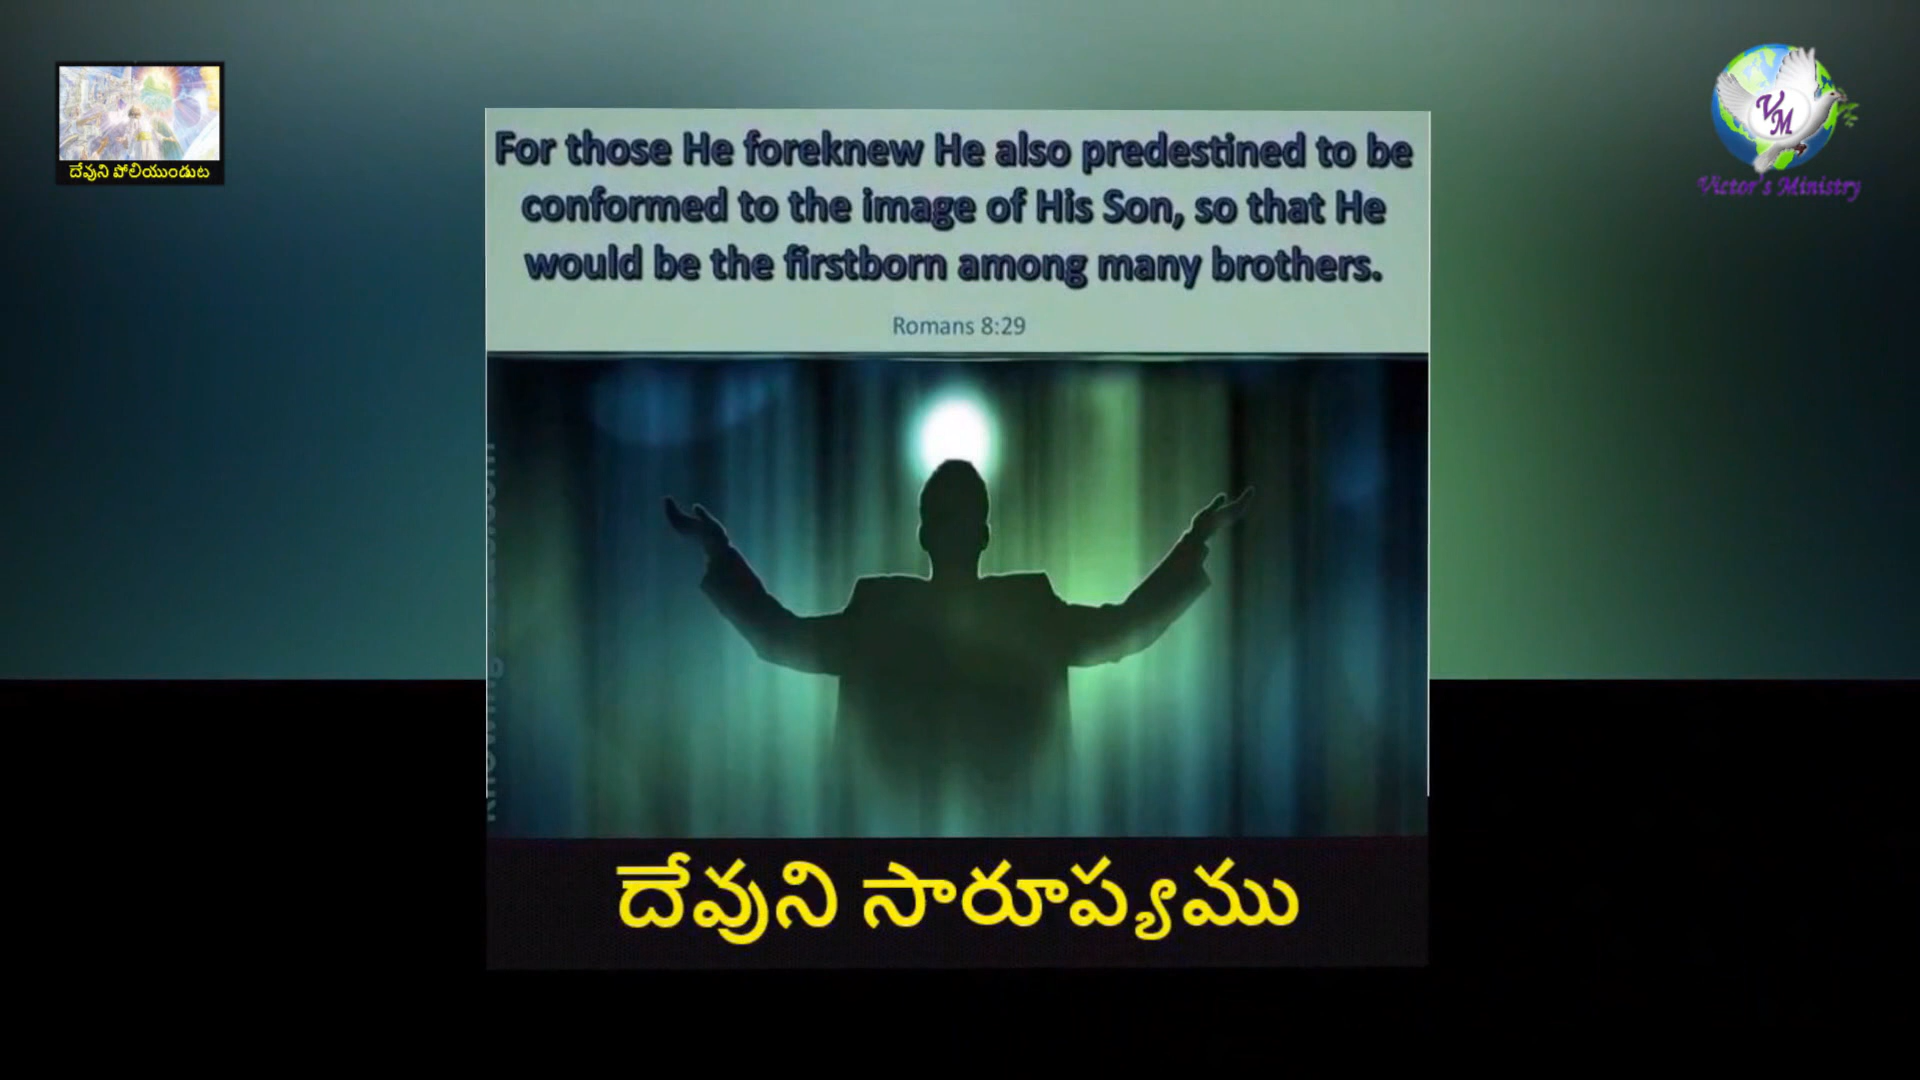 దేవుని పోలియుండుట
VM
Victor's Ministry
For those He foreknew He also predestined to be
conformed to the image of His Son, so that He
would be the firstborn among many brothers.
Romans 8:29
దేవుని సారూప్యము